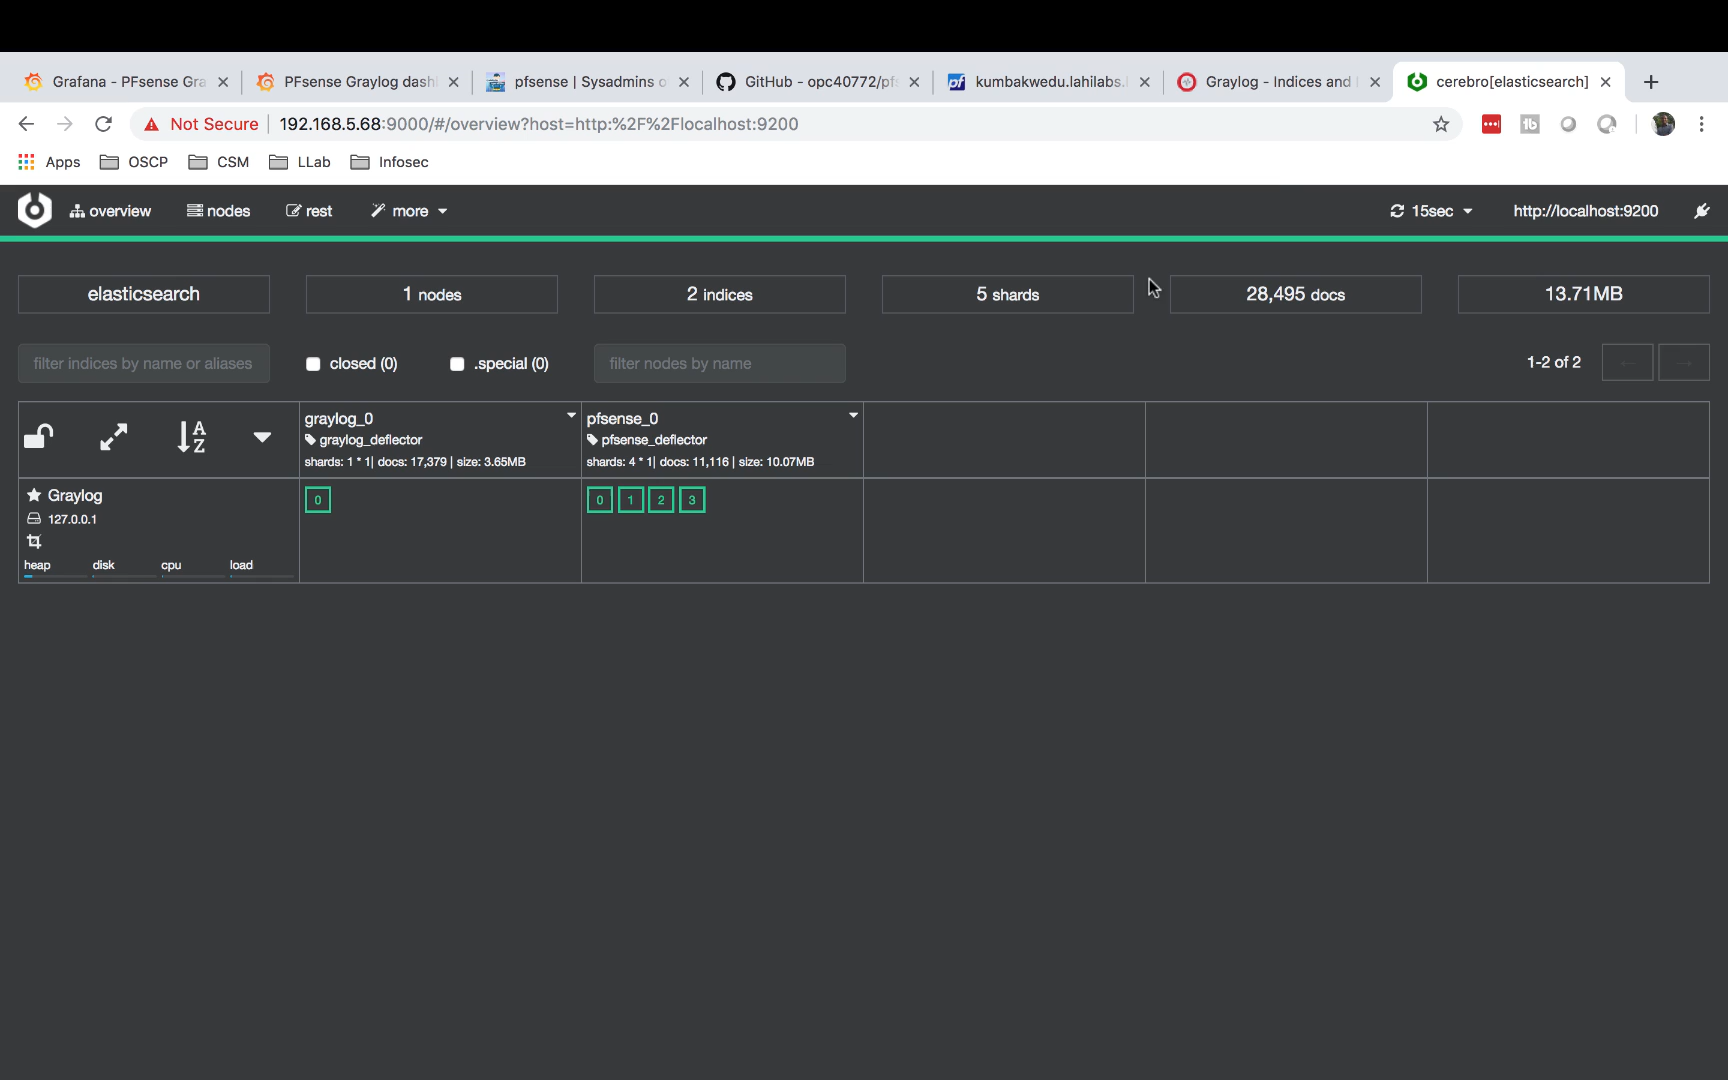 Grafana - PFsense Gra
PFsense Graylog dash
pfsense | Sysadmins o
GitHub - opc40772/pf
kumbakwedu.lahilabs.
Graylog - Indices and
cerebro[elasticsearch]
Not Secure
192.168.5.68:9000/#/overview?host=http:%2F%2Flocalhost:9200
Apps
OSCP
CSM
LLab
Infosec
overview
nodes
rest
more
15sec
http://localhost:9200
elasticsearch
1 nodes
2 indices
5 shards
28,495 docs
13.71MB
filter indices by name or aliases
closed (0)
.special (0)
filter nodes by name
1-2 of 2
graylog_0
graylog_deflector
shards: 1 * 1| docs: 17,379 | size: 3.65MB
pfsense_0
pfsense_deflector
shards: 4 * 1| docs: 11,116 | size: 10.07MB
Graylog
127.0.0.1
heap
disk
cpu
load
0
0
1
2
3